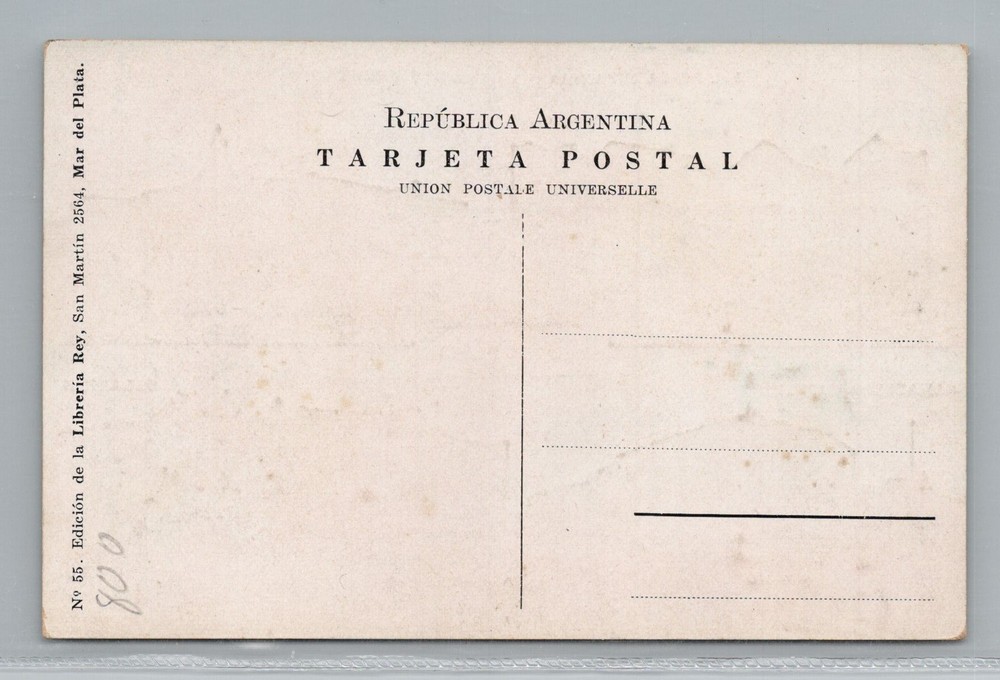 República Argentina
TARJETA POSTAL
UNION POSTALE UNIVERSELLE
Nº 55. Edición de la Librería Rey, San Martín 2564, Mar del Plata.
800